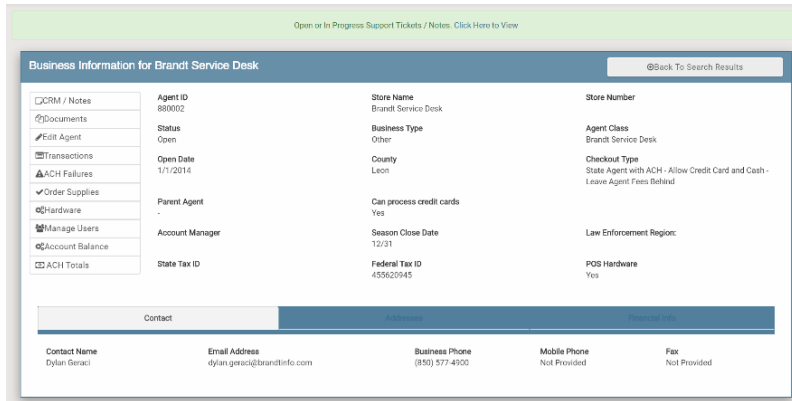 Open or In Progress Support Tickets / Notes. Click Here to View
Business Information for Brandt Service Desk
Back To Search Results
CRM / Notes
Documents
Edit Agent
Transactions
ACH Failures
Order Supplies
Hardware
Manage Users
Account Balance
ACH Totals
Agent ID
880002
Store Name
Brandt Service Desk
Store Number
Status
Open
Business Type
Other
Agent Class
Brandt Service Desk
Open Date
1/1/2014
County
Leon
Checkout Type
State Agent with ACH - Allow Credit Card and Cash -
Leave Agent Fees Behind
Parent Agent
-
Can process credit cards
Yes
Account Manager
Season Close Date
12/31
Law Enforcement Region:
State Tax ID
Federal Tax ID
455620945
POS Hardware
Yes
Contact
Addresses
Financial Info
Contact Name
Dylan Geraci
Email Address
dylan.geraci@brandtinfo.com
Business Phone
(850) 577-4900
Mobile Phone
Not Provided
Fax
Not Provided